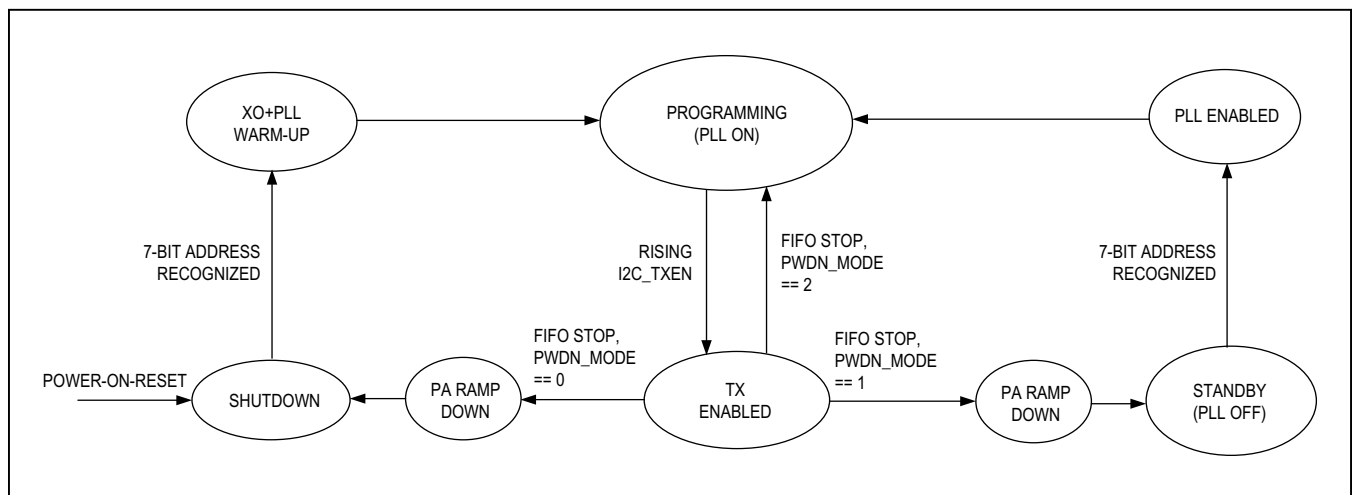 XO+PLL
WARM-UP
PROGRAMMING
(PLL ON)
PLL ENABLED
7-BIT ADDRESS
RECOGNIZED
RISING
I2C_TXEN
FIFO STOP,
PWDN_MODE
== 2
7-BIT ADDRESS
RECOGNIZED
POWER-ON-RESET
SHUTDOWN
PA RAMP
DOWN
FIFO STOP,
PWDN_MODE
== 0
TX
ENABLED
FIFO STOP,
PWDN_MODE
== 1
PA RAMP
DOWN
STANDBY
(PLL OFF)